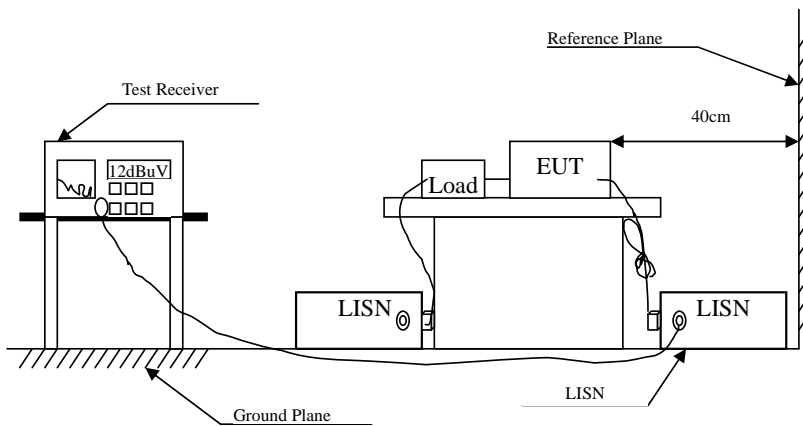 Reference Plane
Test Receiver
40cm
12dBuV
EUT
Load
LISN
LISN
LISN
Ground Plane